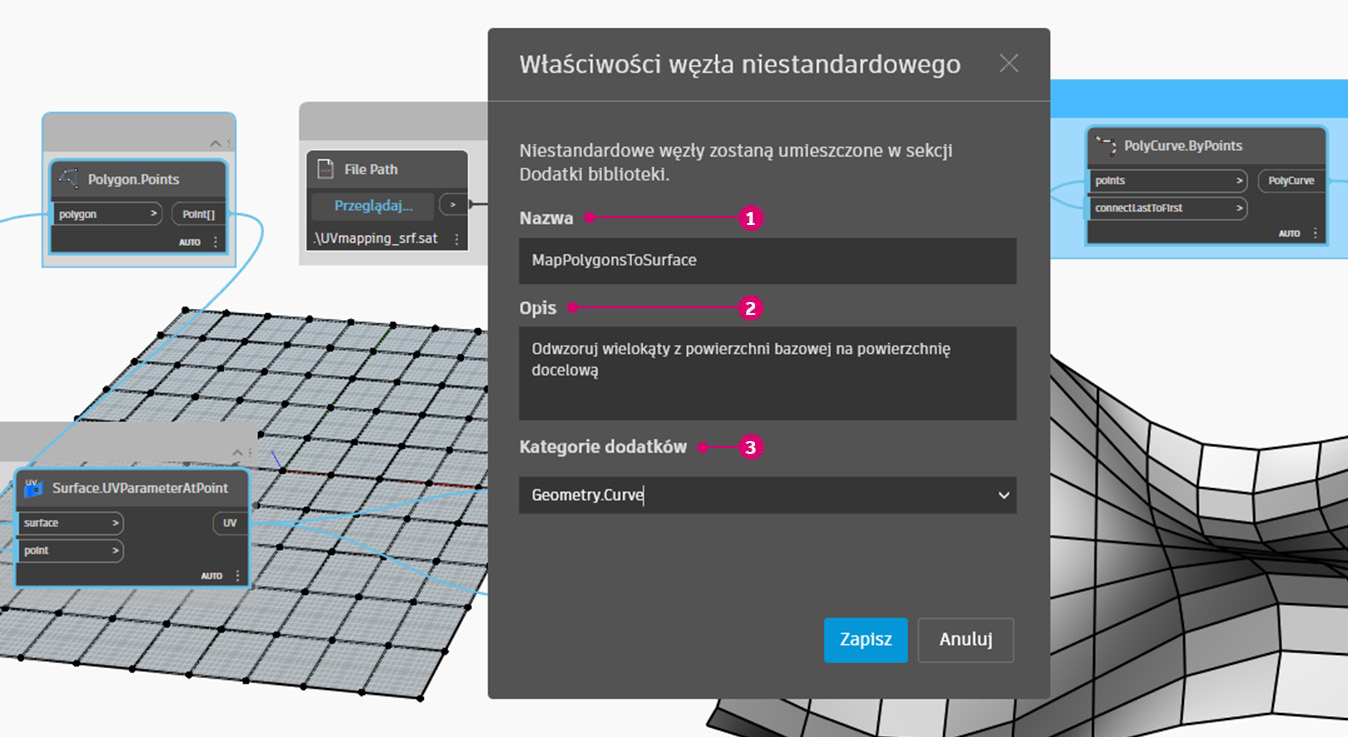 Właściwości węzła niestandardowego
Niestandardowe węzły zostaną umieszczone w sekcji
Dodatki biblioteki.
Nazwa 1
MapPolygonsToSurface
Opis 2
Odwzoruj wielokąty z powierzchni bazowej na powierzchnię
docelową
Kategorie dodatków 3
Geometry.Curve
Zapisz Anuluj
Polygon.Points
polygon > Point[]
AUTO
File Path
Przeglądaj... >
.\UVmapping_srf.sat
UV
Surface.UVParameterAtPoint
surface > UV
point >
AUTO
PolyCurve.ByPoints
points > PolyCurve
connectLastToFirst >
AUTO